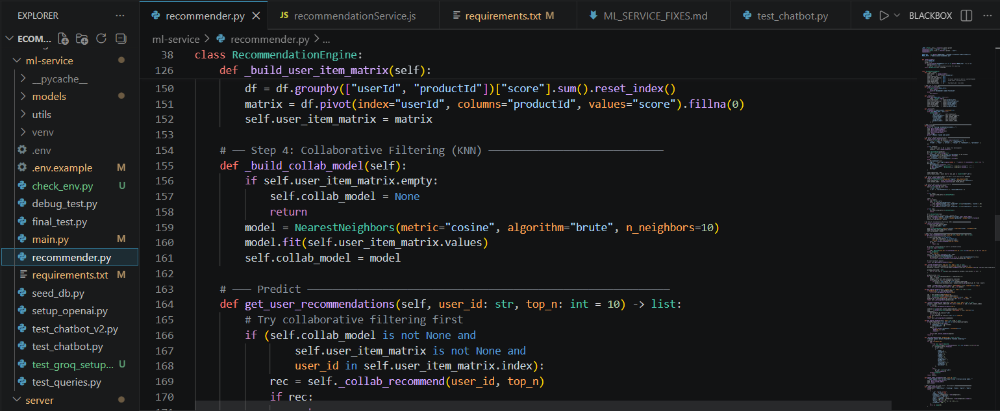 EXPLORER
ECOM...
ml-service
__pycache__
models
utils
venv
.env
.env.example M
check_env.py U
debug_test.py
final_test.py
main.py M
recommender.py
requirements.txt M
seed_db.py
setup_openai.py
test_chatbot_v2.py
test_chatbot.py
test_groq_setup... U
test_queries.py
server
recommender.py
JS recommendationService.js
requirements.txt M
ML_SERVICE_FIXES.md
test_chatbot.py
BLACKBOX
ml-service > recommender.py > ...
38 class RecommendationEngine:
126 def _build_user_item_matrix(self):
150 df = df.groupby(["userId", "productId"])["score"].sum().reset_index()
151 matrix = df.pivot(index="userId", columns="productId", values="score").fillna(0)
152 self.user_item_matrix = matrix
153
154 # ── Step 4: Collaborative Filtering (KNN) ────────────────────────────
155 def _build_collab_model(self):
156 if self.user_item_matrix.empty:
157 self.collab_model = None
158 return
159 model = NearestNeighbors(metric="cosine", algorithm="brute", n_neighbors=10)
160 model.fit(self.user_item_matrix.values)
161 self.collab_model = model
162
163 # ─── Predict ──────────────────────────────────────────────────────────
164 def get_user_recommendations(self, user_id: str, top_n: int = 10) -> list:
165 # Try collaborative filtering first
166 if (self.collab_model is not None and
167 self.user_item_matrix is not None and
168 user_id in self.user_item_matrix.index):
169 rec = self._collab_recommend(user_id, top_n)
170 if rec: